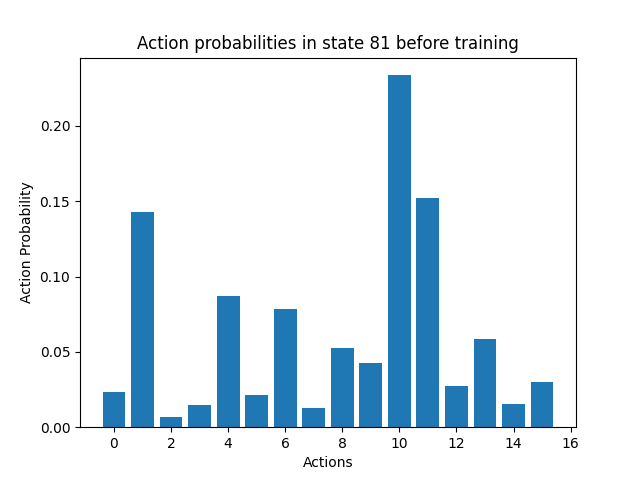 Action probabilities in state 81 before training
0.20
0.15
0.10
0.05
0.00
Action Probability
0 2 4 6 8 10 12 14 16
Actions